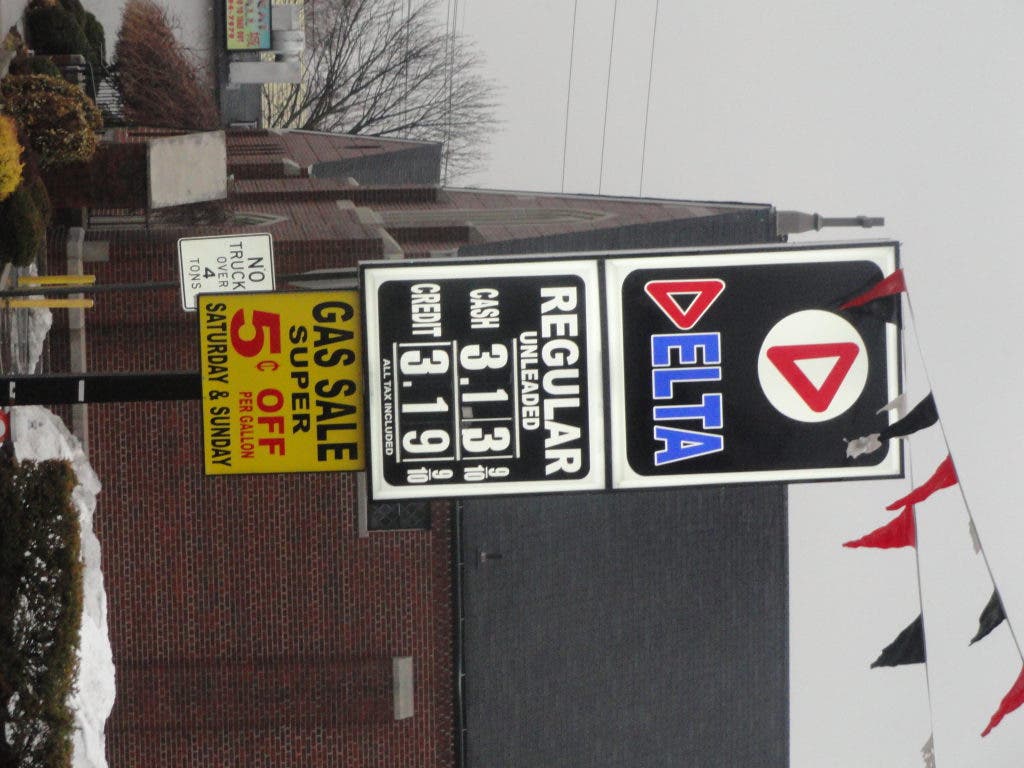 DELTA
REGULAR
UNLEADED
CASH 3.13 9/10
CREDIT 3.19 9/10
ALL TAX INCLUDED
GAS SALE
SUPER
5¢ OFF
PER GALLON
SATURDAY & SUNDAY
NO
TRUCK
OVER
4
TONS